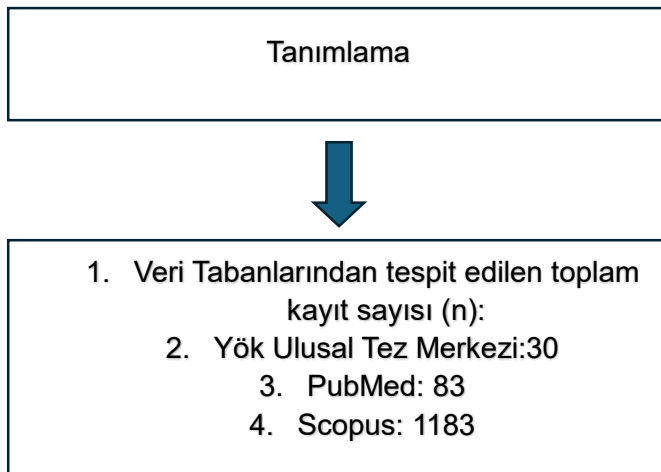 Tanımlama
1. Veri Tabanlarından tespit edilen toplam
kayıt sayısı (n):
2. Yök Ulusal Tez Merkezi:30
3. PubMed: 83
4. Scopus: 1183